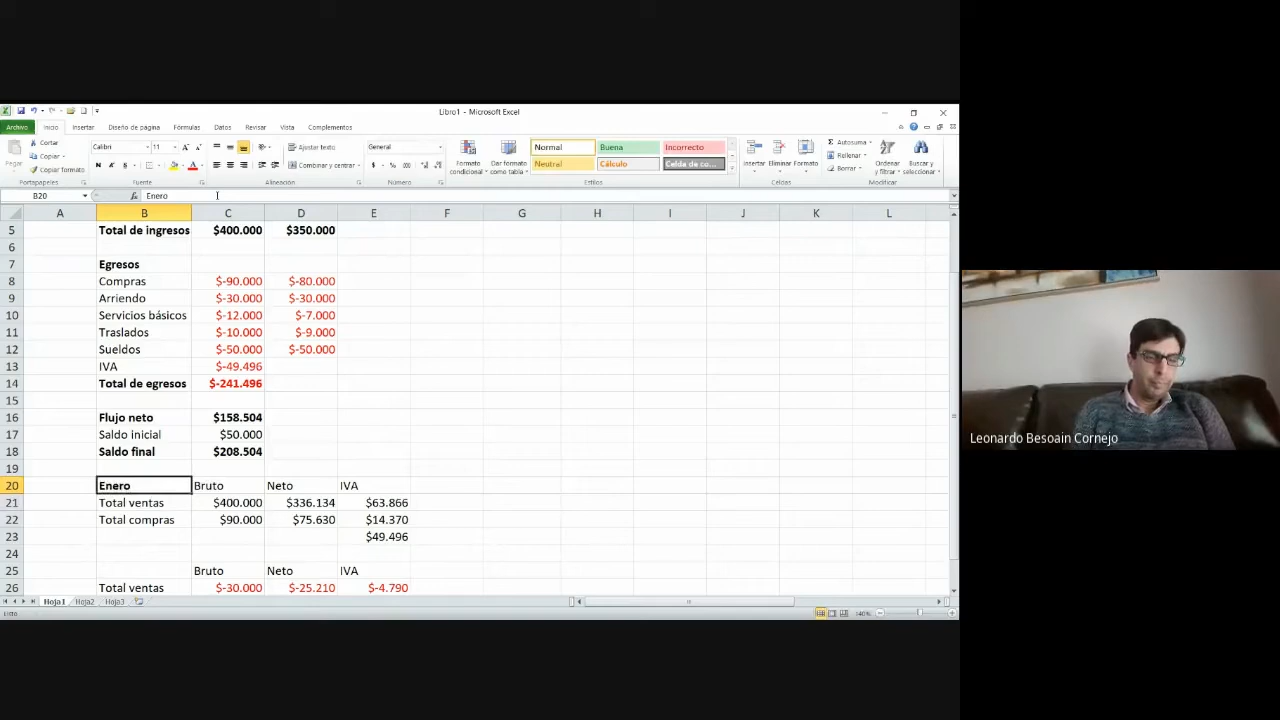 Libro1 - Microsoft Excel
Archivo Inicio Insertar Diseño de página Fórmulas Datos Revisar Vista Complementos
Pegar
Cortar
Copiar
Copiar formato
Portapapeles
Calibri 11
N K S
Fuente
Ajustar texto
Combinar y centrar
Alineación
General
$ % 000
Número
Formato condicional
Dar formato como tabla
Normal Buena Incorrecto
Neutral Cálculo Celda de co...
Estilos
Insertar Eliminar Formato
Celdas
Autosuma
Rellenar
Borrar
Ordenar y filtrar
Buscar y seleccionar
Modificar
B20 fx Enero
A B C D E F G H I J K L
5 Total de ingresos $400.000 $350.000
6
7 Egresos
8 Compras $-90.000 $-80.000
9 Arriendo $-30.000 $-30.000
10 Servicios básicos $-12.000 $-7.000
11 Traslados $-10.000 $-9.000
12 Sueldos $-50.000 $-50.000
13 IVA $-49.496
14 Total de egresos $-241.496
15
16 Flujo neto $158.504
17 Saldo inicial $50.000
18 Saldo final $208.504
19
20 Enero Bruto Neto IVA
21 Total ventas $400.000 $336.134 $63.866
22 Total compras $90.000 $75.630 $14.370
23 $49.496
24
25 Bruto Neto IVA
26 Total ventas $-30.000 $-25.210 $-4.790
Hoja1 Hoja2 Hoja3
Listo
140%
Leonardo Besoain Cornejo